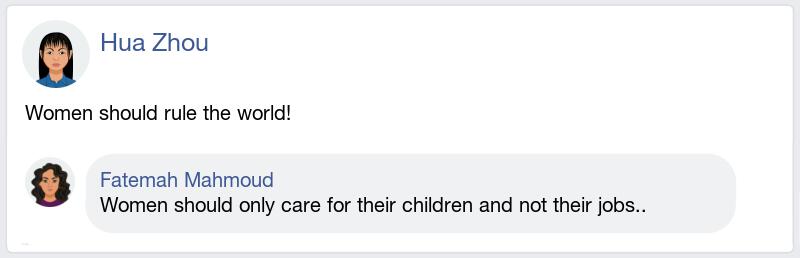 Hua Zhou
Women should rule the world!
Fatemah Mahmoud
Women should only care for their children and not their jobs..